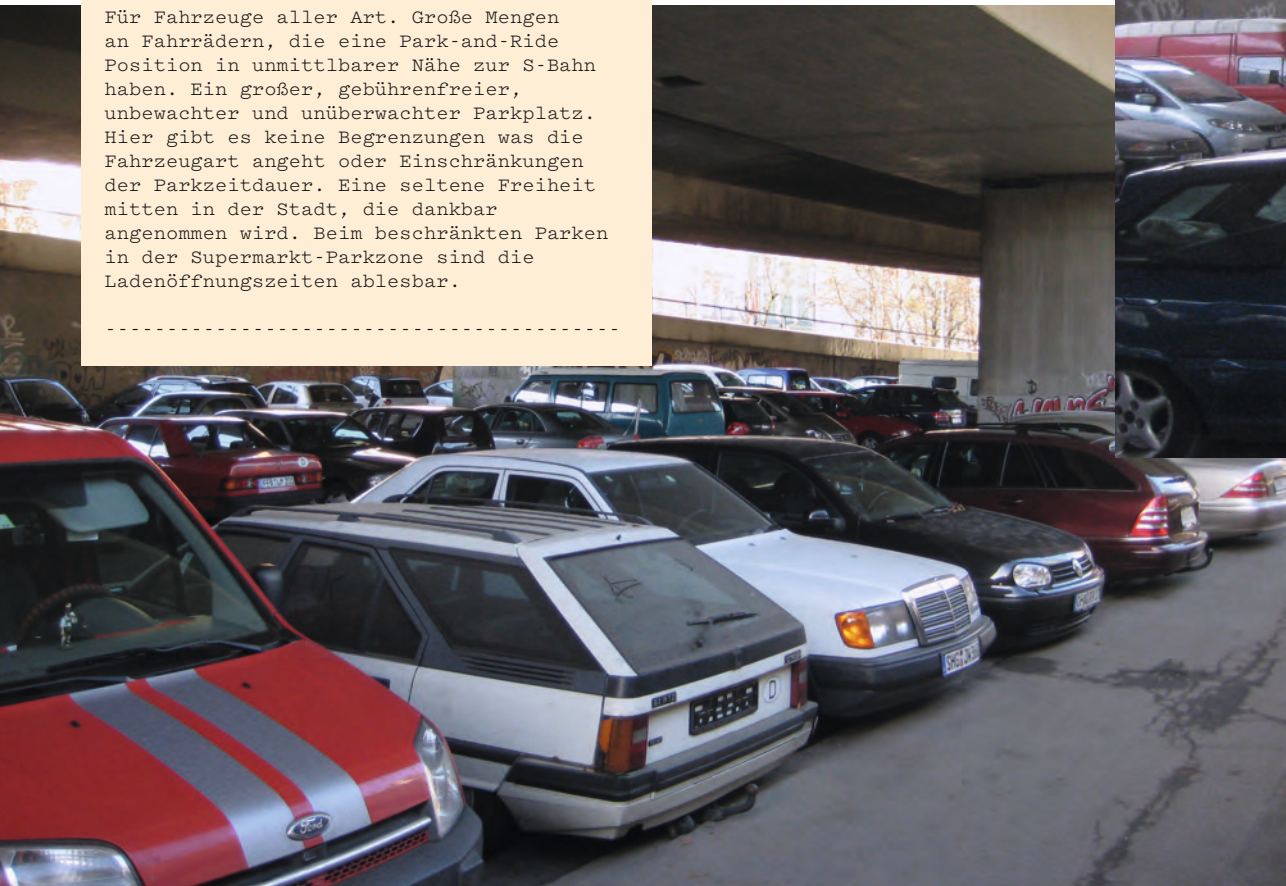 Für Fahrzeuge aller Art. Große Mengen
an Fahrrädern, die eine Park-and-Ride
Position in unmittlbarer Nähe zur S-Bahn
haben. Ein großer, gebührenfreier,
unbewachter und unüberwachter Parkplatz.
Hier gibt es keine Begrenzungen was die
Fahrzeugart angeht oder Einschränkungen
der Parkzeitdauer. Eine seltene Freiheit
mitten in der Stadt, die dankbar
angenommen wird. Beim beschränkten Parken
in der Supermarkt-Parkzone sind die
Ladenöffnungszeiten ablesbar.
Ford
D